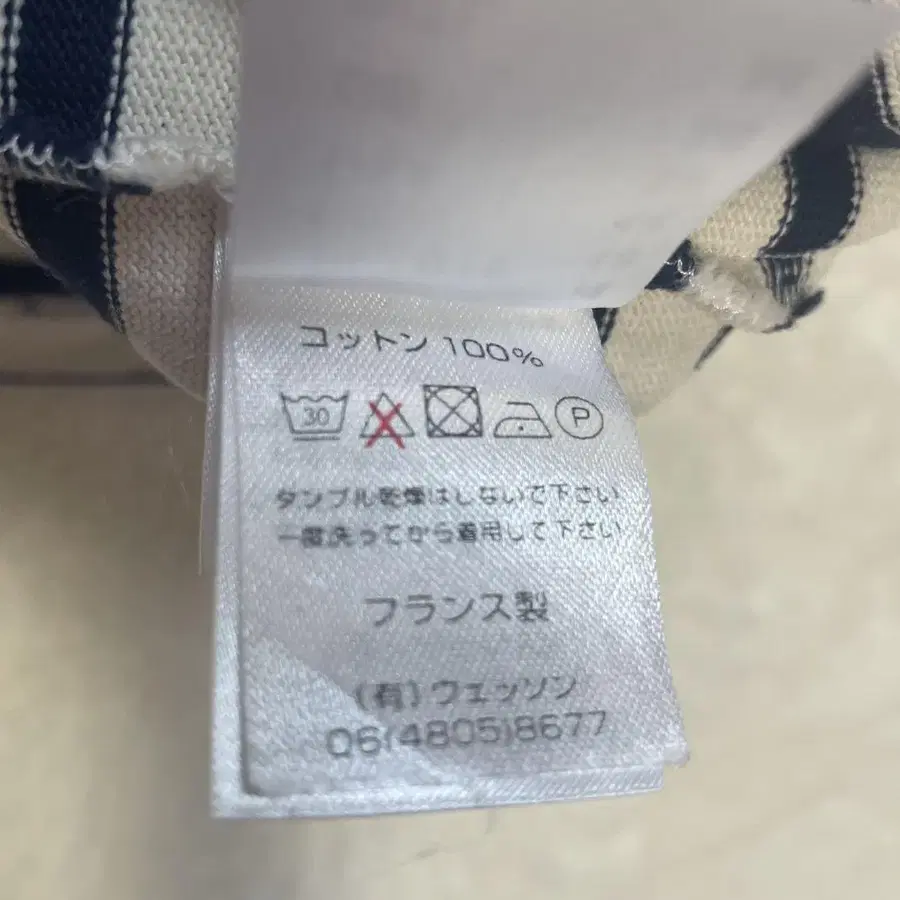 コットン 100%
30 P
タンブル乾燥はしないで下さい
一度洗ってから着用して下さい
フランス製
(有)ウェッソン
06(4805)8677